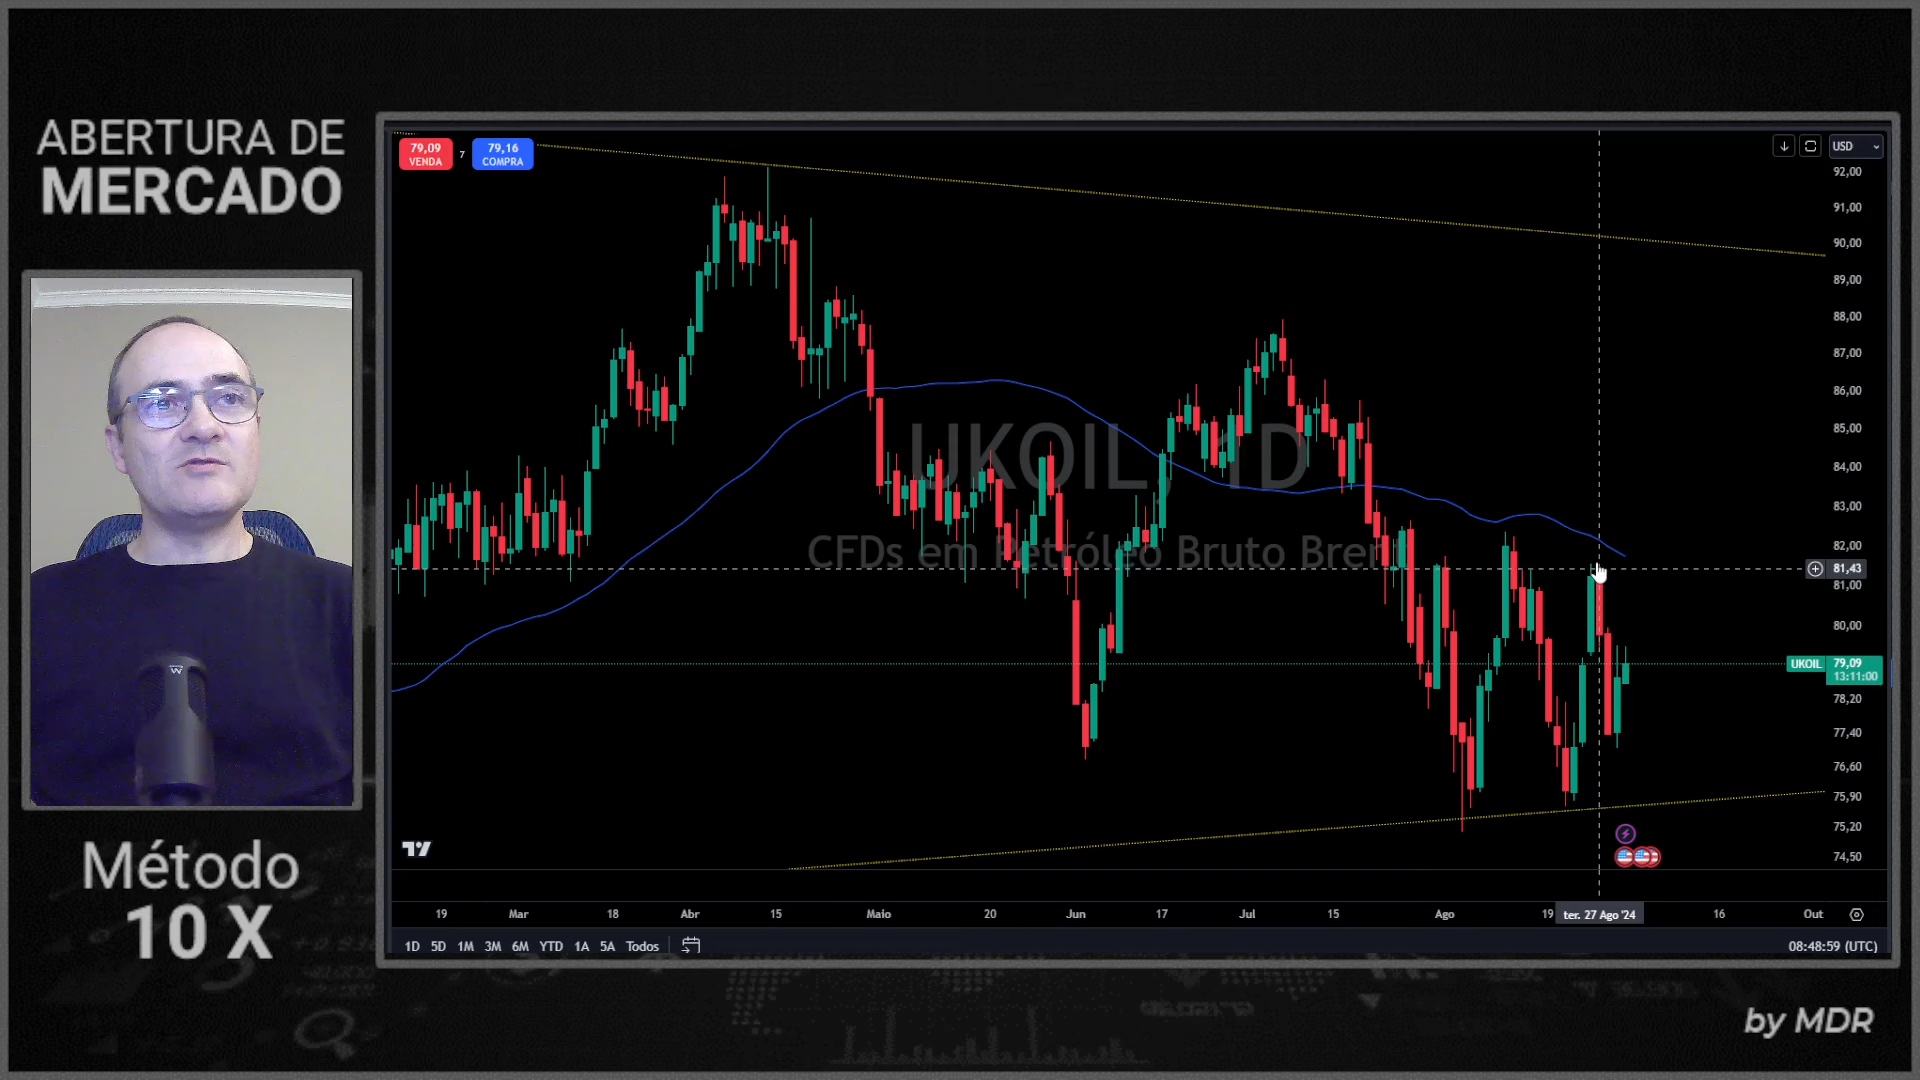 ABERTURA DE
MERCADO
79,09
VENDA
7
79,16
COMPRA
USD
92,00
91,00
90,00
89,00
88,00
87,00
86,00
85,00
84,00
83,00
82,00
81,43
81,00
80,00
UKOIL
79,09
13:11:00
78,20
77,40
76,60
75,90
75,20
74,50
UKOIL, 1D
CFDs em Petróleo Bruto Brent
19
Mar
18
Abr
15
Maio
20
Jun
17
Jul
15
Ago
19
ter. 27 Ago '24
16
Out
1D 5D 1M 3M 6M YTD 1A 5A Todos
08:48:59 (UTC)
Método
10 X
by MDR